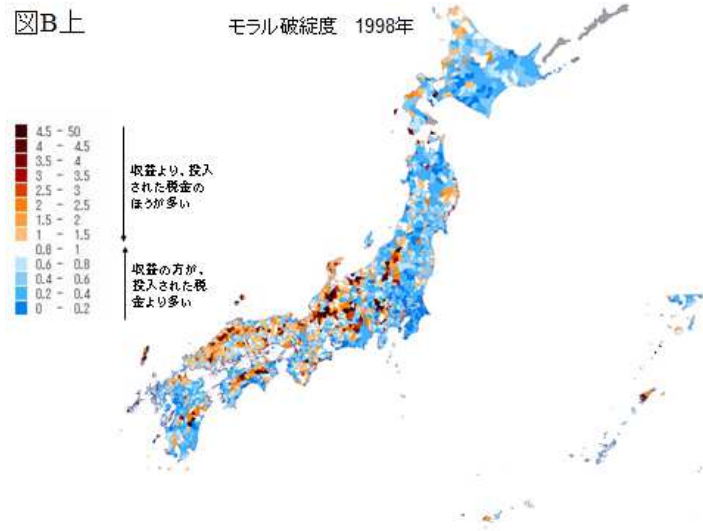 図B上
モラル破綻度 1998年
4.5 - 50
4 - 4.5
3.5 - 4
3 - 3.5
2.5 - 3
2 - 2.5
1.5 - 2
1 - 1.5
0.8 - 1
0.6 - 0.8
0.4 - 0.6
0.2 - 0.4
0 - 0.2
収益より、投入
された税金の
ほうが多い
収益の方が、
投入された税
金より多い